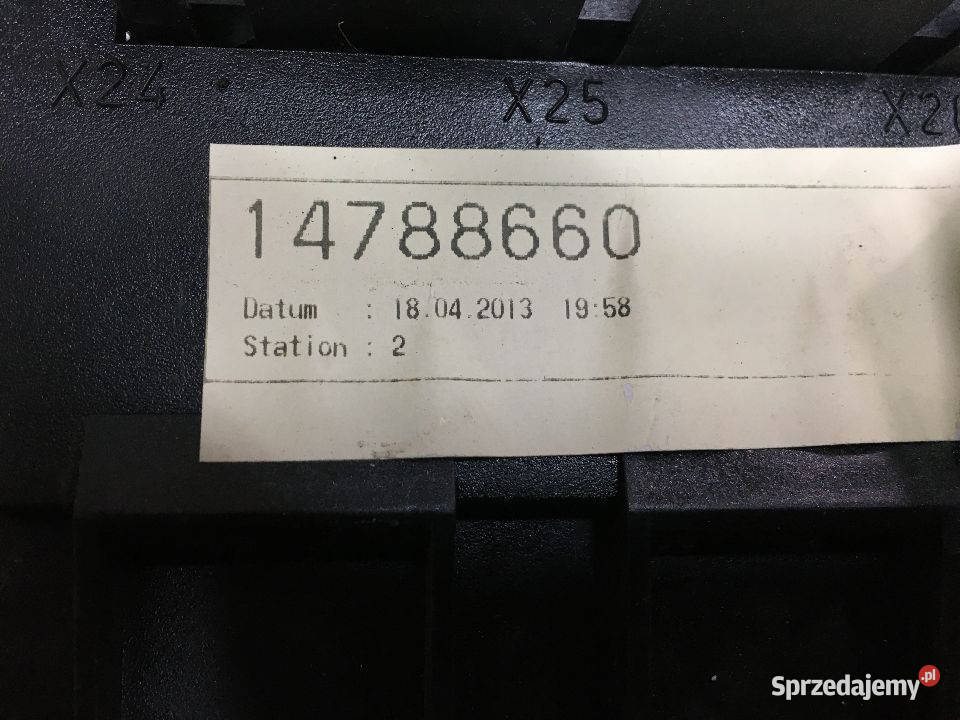 X24 X25
14788660
Datum : 18.04.2013 19:58
Station : 2
Sprzedajemy.pl